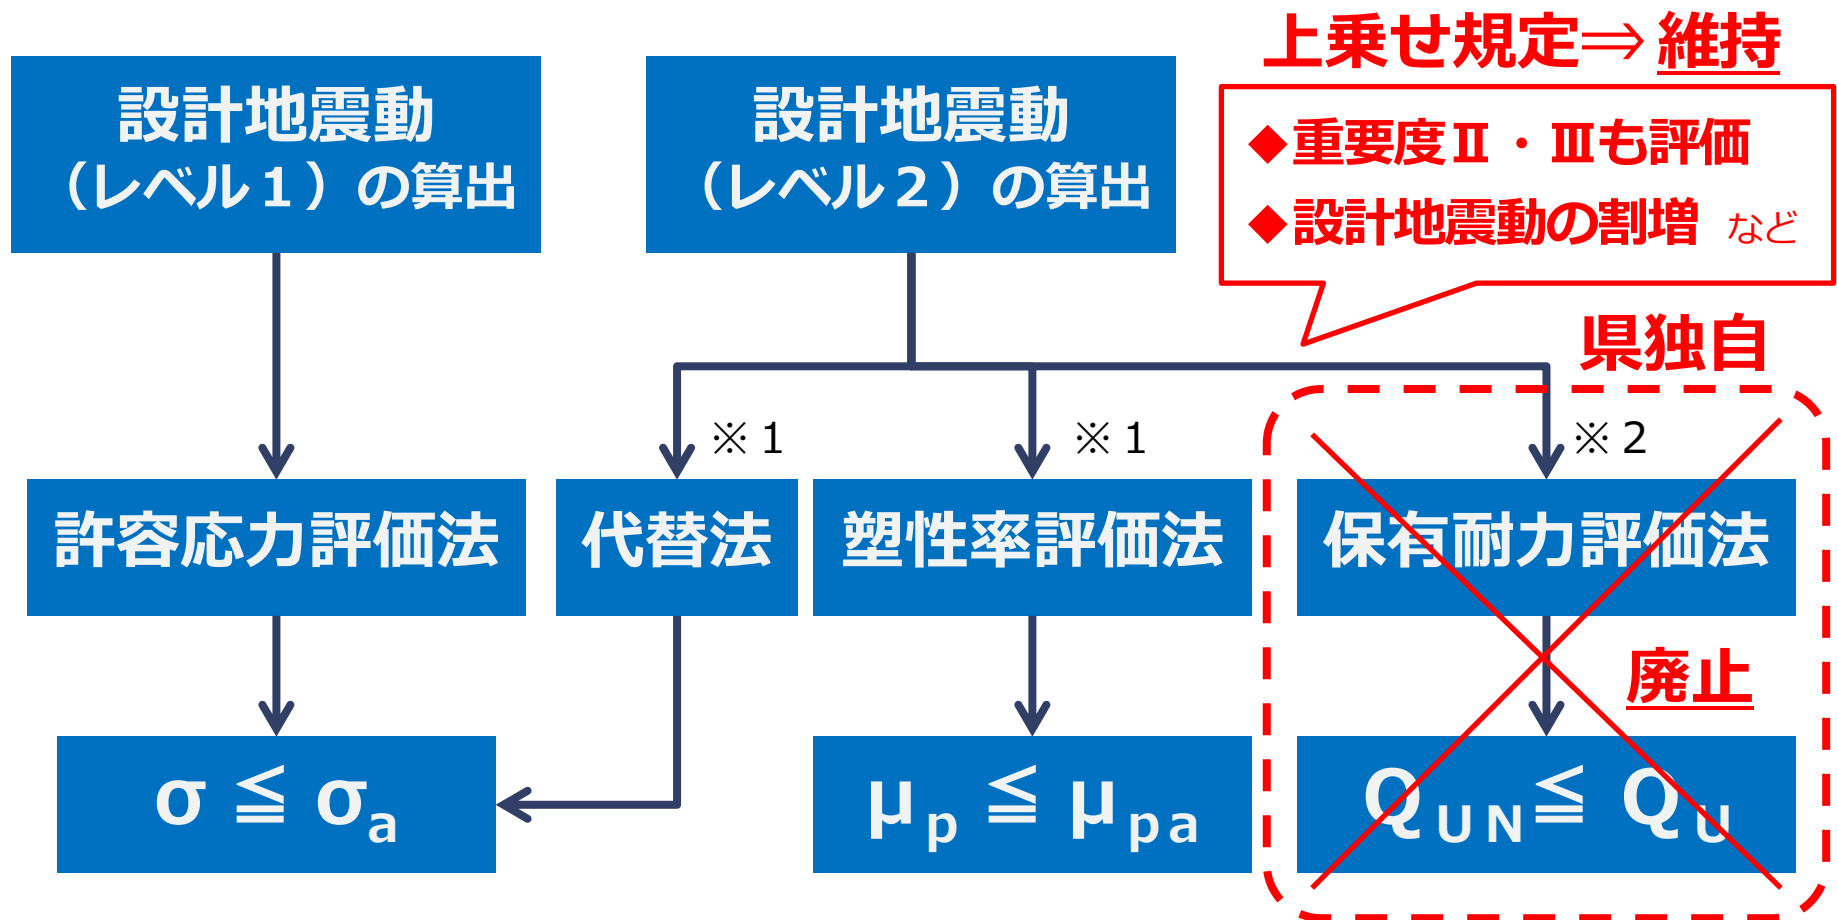 上乗せ規定⇒維持
設計地震動
（レベル１）の算出
設計地震動
（レベル２）の算出
◆重要度Ⅱ・Ⅲも評価
◆設計地震動の割増 など
県独自
※１
※１
※２
許容応力評価法
代替法
塑性率評価法
保有耐力評価法
廃止
σ ≦ σa
μp ≦ μpa
QUN≦ QU